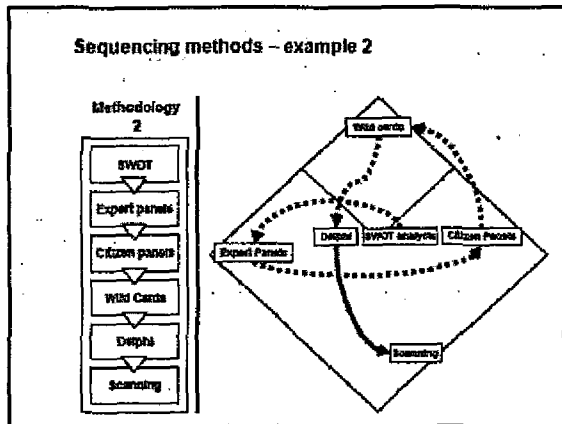 Sequencing methods – example 2
Methodology
2
SWOT
Expert panels
Citizen panels
Wild Cards
Delphi
Scanning
Wild cards
Delphi
SWOT analysis
Citizen Panels
Expert Panels
Scanning